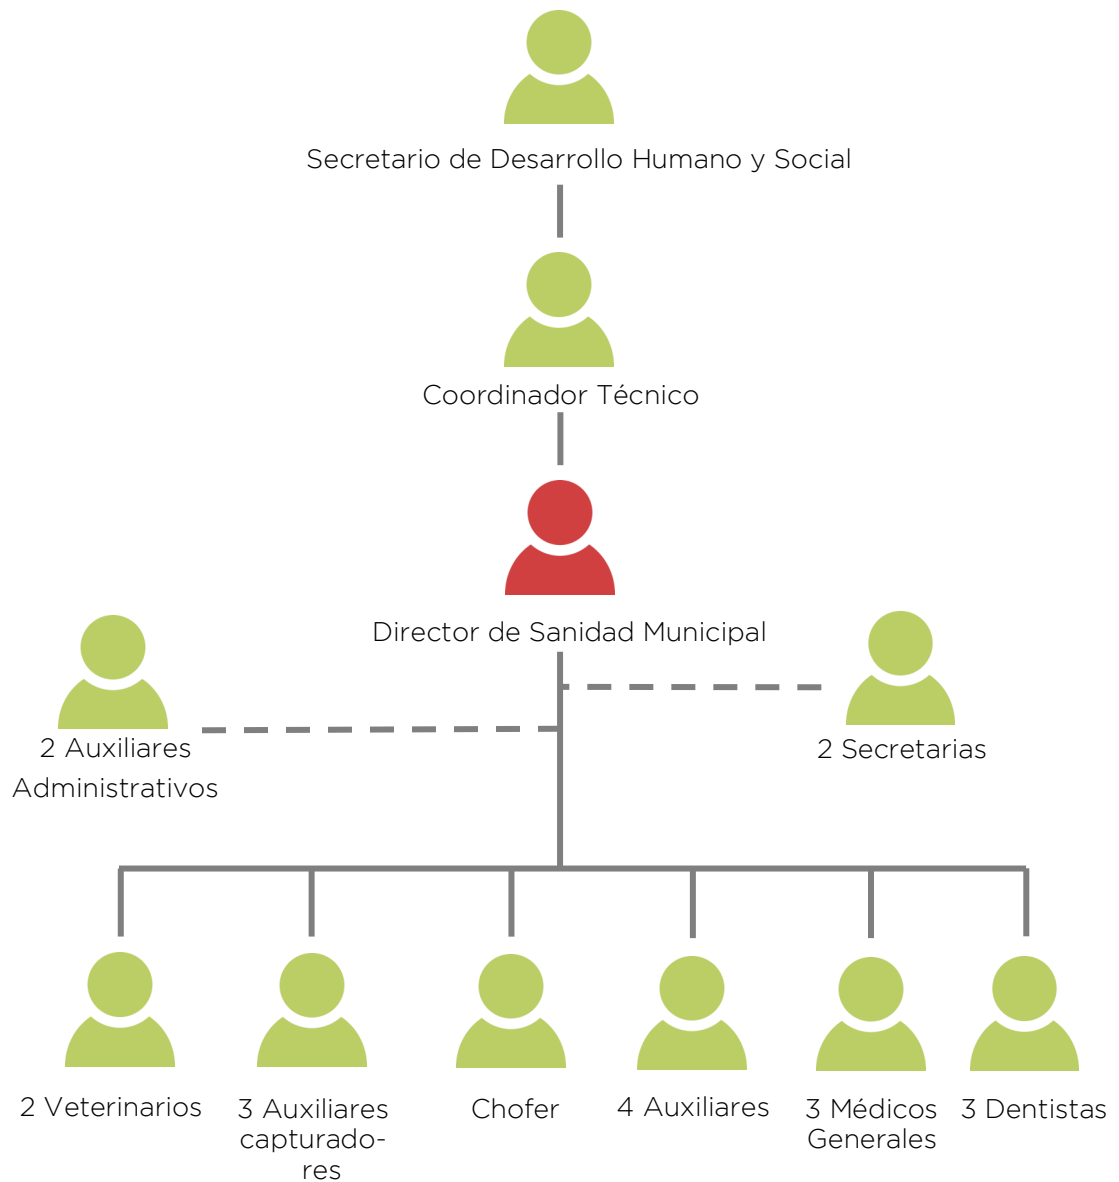 Secretario de Desarrollo Humano y Social
Coordinador Técnico
Director de Sanidad Municipal
2 Auxiliares
Administrativos
2 Secretarias
2 Veterinarios
3 Auxiliares
capturado-
res
Chofer
4 Auxiliares
3 Médicos
Generales
3 Dentistas